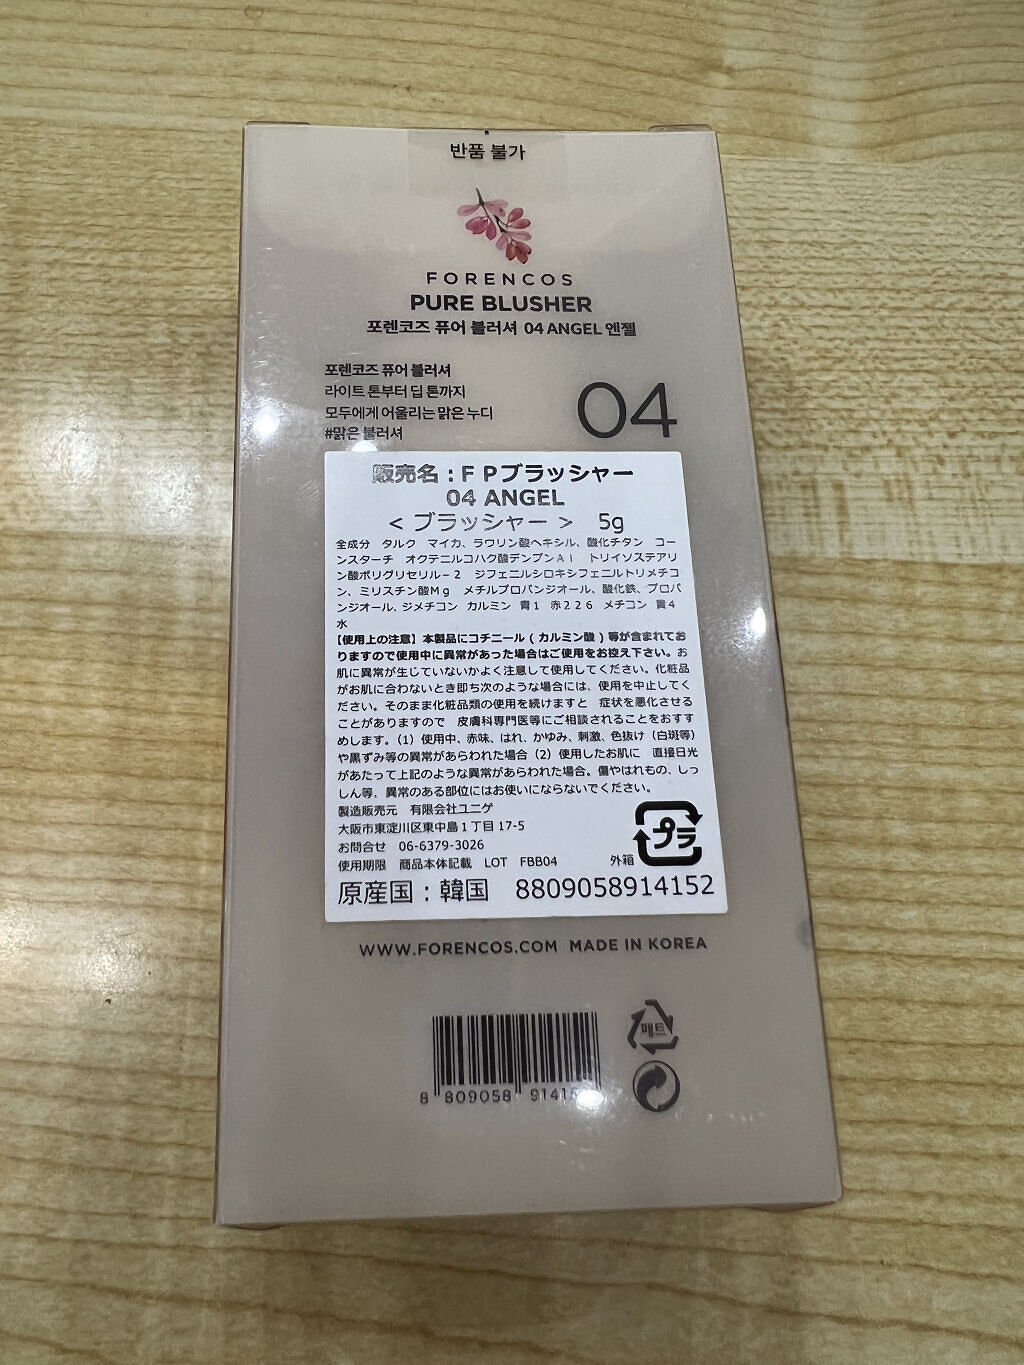 반품 불가
FORENCOS
PURE BLUSHER
포렌코즈 퓨어 블러셔 04 ANGEL 엔젤
포렌코즈 퓨어 블러셔
라이트 톤부터 딥 톤까지
모두에게 어울리는 맑은 누디
#맑은 블러셔
04
販売名：ＦＰブラッシャー
04 ANGEL
< ブラッシャー > 5g
全成分 タルク マイカ、ラウリン酸ヘキシル、酸化チタン コー
ンスターチ オクテニルコハク酸デンプンＡｌ トリイソステアリ
ン酸ポリグリセリル－２ ジフェニルシロキシフェニルトリメチコ
ン、ミリスチン酸Ｍｇ メチルプロパンジオール、酸化鉄、プロパ
ンジオール、ジメチコン カルミン 青１ 赤２２６ メチコン 黄４
水
【使用上の注意】本製品にコチニール ( カルミン酸 ) 等が含まれてお
りますので使用中に異常があった場合はご使用をお控え下さい。お
肌に異常が生じていないかよく注意して使用してください。化粧品
がお肌に合わないとき即ち次のような場合には、使用を中止してく
ださい。そのまま化粧品類の使用を続けますと 症状を悪化させる
ことがありますので 皮膚科専門医等にご相談されることをおすす
めします。（1）使用中、赤味、はれ、かゆみ、刺激、色抜け（白斑等）
や黒ずみ等の異常があらわれた場合（2）使用したお肌に 直接日光
があたって上記のような異常があらわれた場合。傷やはれもの、しっ
しん等、異常のある部位にはお使いにならないでください。
製造販売元 有限会社ユニゲ
大阪市東淀川区東中島１丁目 17-5
お問合せ 06-6379-3026
使用期限 商品本体記載 LOT FBB04 外箱 プラ
原産国：韓国 8809058914152
WWW.FORENCOS.COM MADE IN KOREA
페트
8 809058 9141